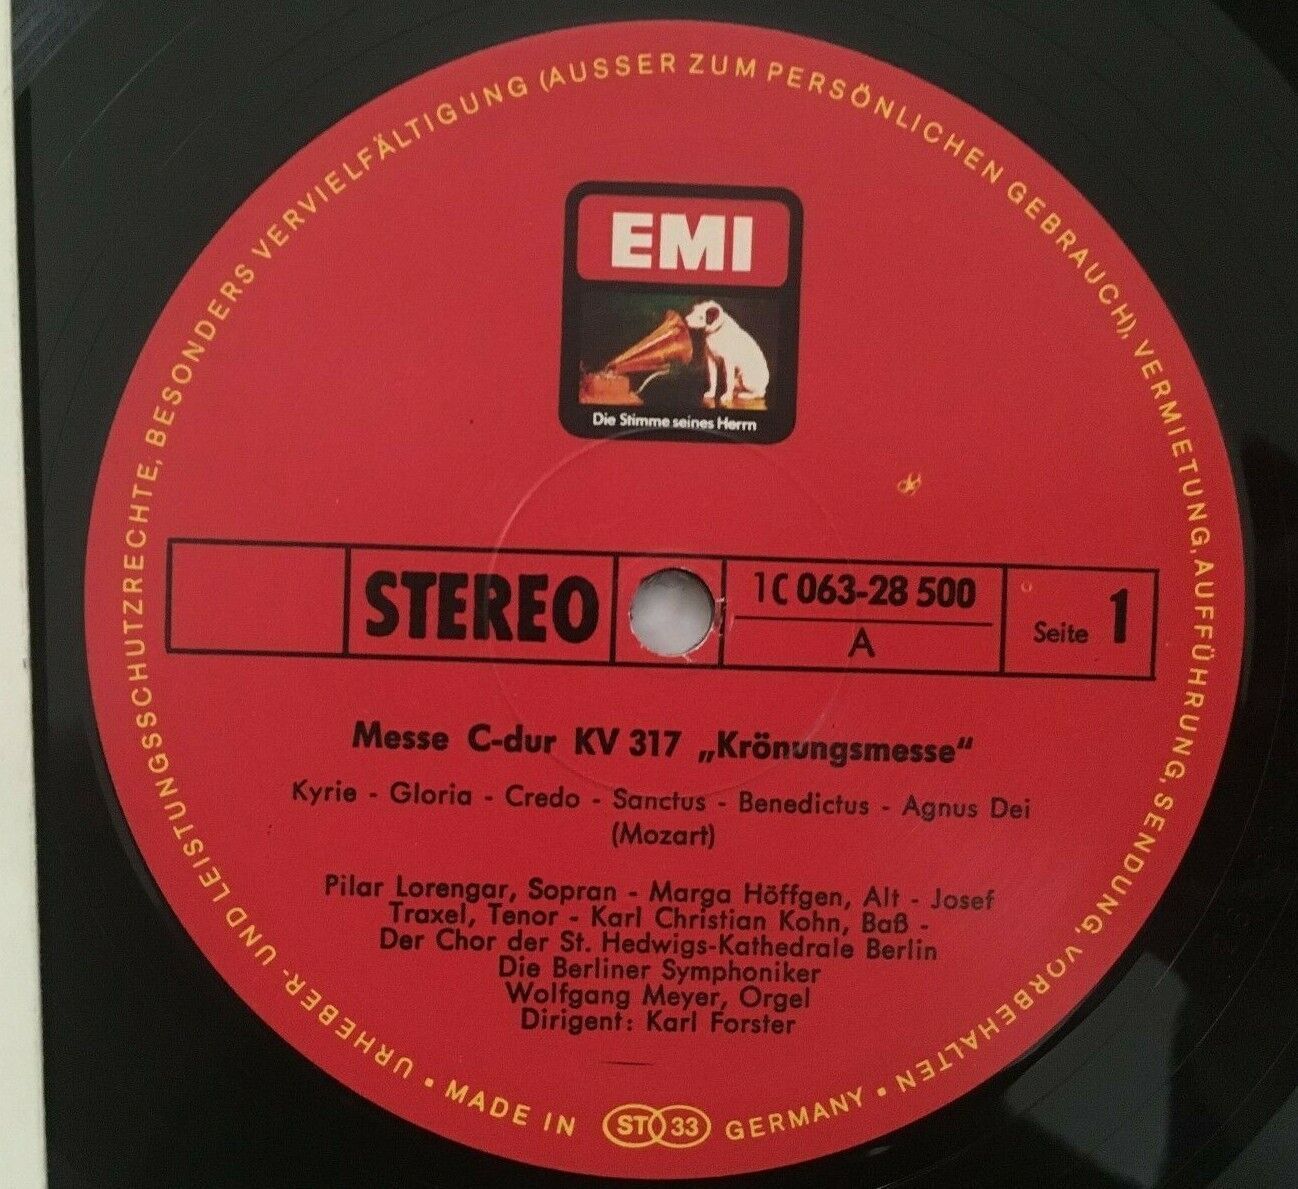 EMI
Die Stimme seines Herrn
STEREO
1C 063-28 500
A
Seite 1
Messe C-dur KV 317 „Krönungsmesse“
Kyrie - Gloria - Credo - Sanctus - Benedictus - Agnus Dei
(Mozart)
Pilar Lorengar, Sopran - Marga Höffgen, Alt - Josef
Traxel, Tenor - Karl Christian Kohn, Baß -
Der Chor der St. Hedwigs-Kathedrale Berlin
Die Berliner Symphoniker
Wolfgang Meyer, Orgel
Dirigent: Karl Forster
URHEBER- UND LEISTUNGSSCHUTZRECHTE, BESONDERS VERVIELFÄLTIGUNG (AUSSER ZUM PERSÖNLICHEN GEBRAUCH), VERMIETUNG, AUFFÜHRUNG, SENDUNG, VORBEHALTEN •
• MADE IN ST 33 GERMANY